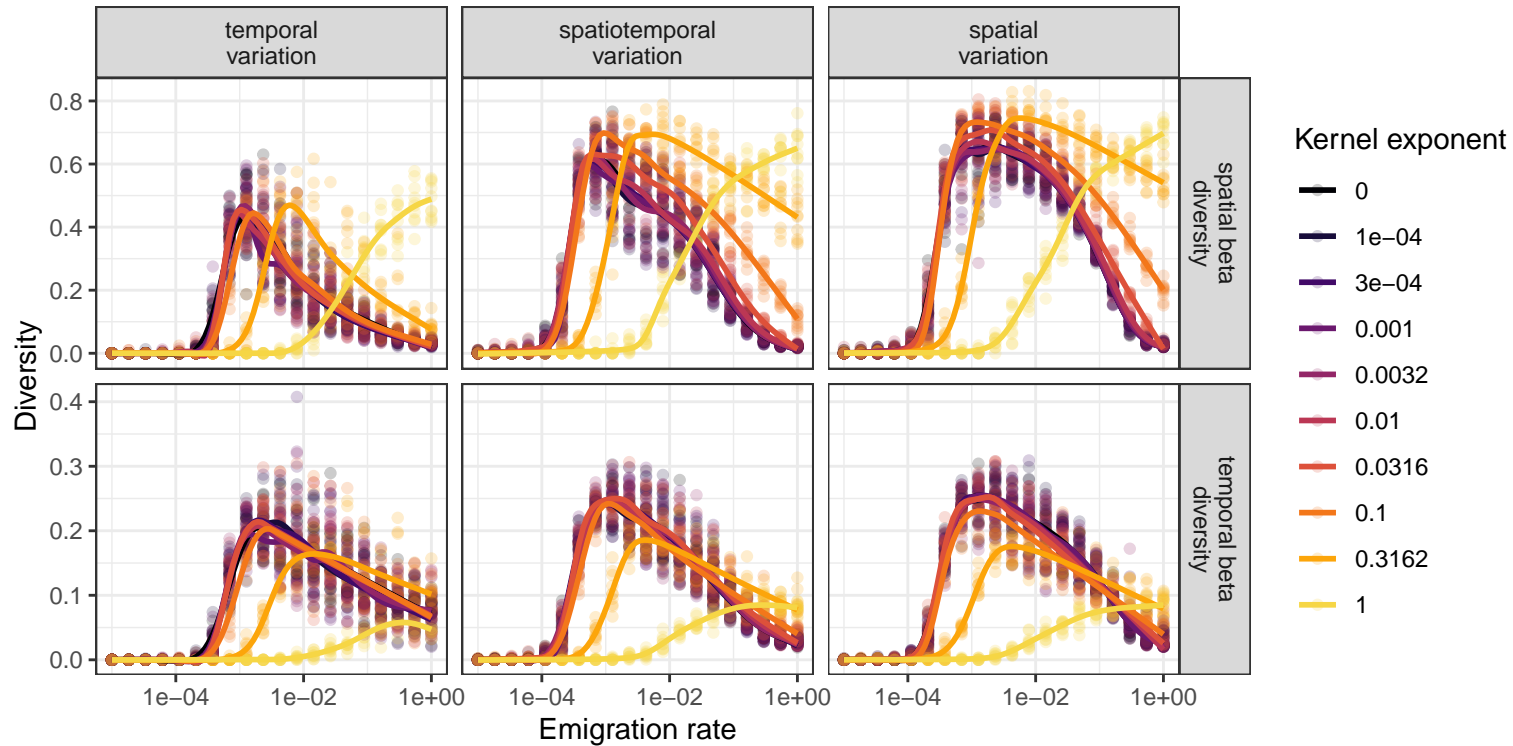 temporal
variation
spatiotemporal
variation
spatial
variation
Diversity
0.8
0.6
0.4
0.2
0.0
spatial beta
diversity
0.4
0.3
0.2
0.1
0.0
temporal beta
diversity
1e−04
1e−02
1e+00
1e−04
1e−02
1e+00
1e−04
1e−02
1e+00
Emigration rate
Kernel exponent
0
1e−04
3e−04
0.001
0.0032
0.01
0.0316
0.1
0.3162
1